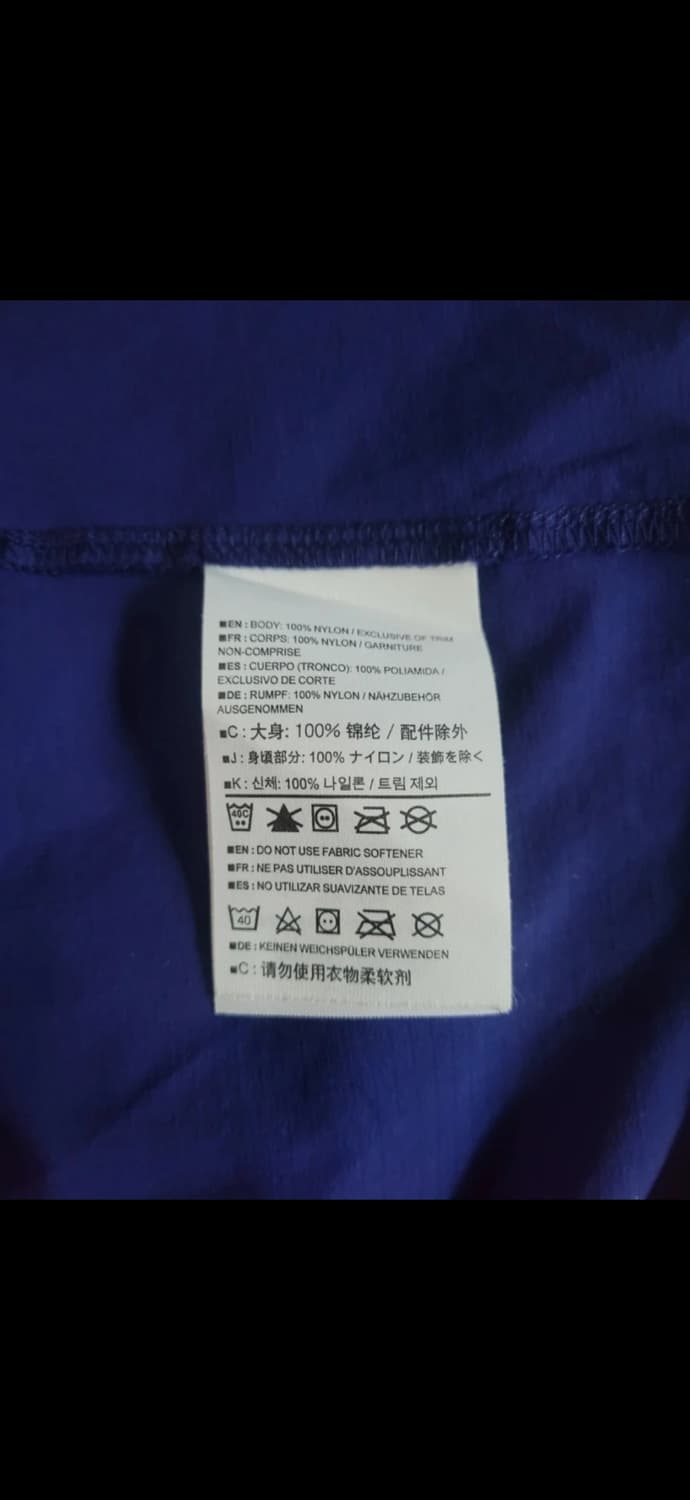 ■EN : BODY: 100% NYLON / EXCLUSIVE OF TRIM
■FR : CORPS: 100% NYLON / GARNITURE
NON-COMPRISE
■ES : CUERPO (TRONCO): 100% POLIAMIDA /
EXCLUSIVO DE CORTE
■DE : RUMPF: 100% NYLON / NÄHZUBEHÖR
AUSGENOMMEN
■C : 大身: 100% 锦纶 / 配件除外
■J : 身頃部分: 100% ナイロン / 装飾を除く
■K : 신체: 100% 나일론 / 트림 제외
40C
■EN : DO NOT USE FABRIC SOFTENER
■FR : NE PAS UTILISER D'ASSOUPLISSANT
■ES : NO UTILIZAR SUAVIZANTE DE TELAS
40
■DE : KEINEN WEICHSPÜLER VERWENDEN
■C : 请勿使用衣物柔软剂